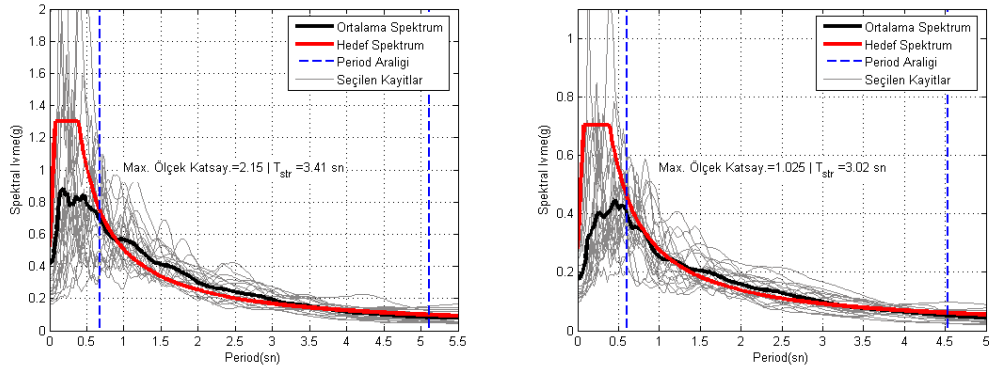 2
1.8
1.6
1.4
1.2
1
0.8
0.6
0.4
0.2
0
Spektral Ivme(g)
Ortalama Spektrum
Hedef Spektrum
Period Araligi
Seçilen Kayitlar
Max. Ölçek Katsay.=2.15 | T_str =3.41 sn
0 0.5 1 1.5 2 2.5 3 3.5 4 4.5 5 5.5
Period(sn)
1
0.8
0.6
0.4
0.2
0
Spektral Ivme(g)
Ortalama Spektrum
Hedef Spektrum
Period Araligi
Seçilen Kayitlar
Max. Ölçek Katsay.=1.025 | T_str =3.02 sn
0 0.5 1 1.5 2 2.5 3 3.5 4 4.5 5
Period(sn)